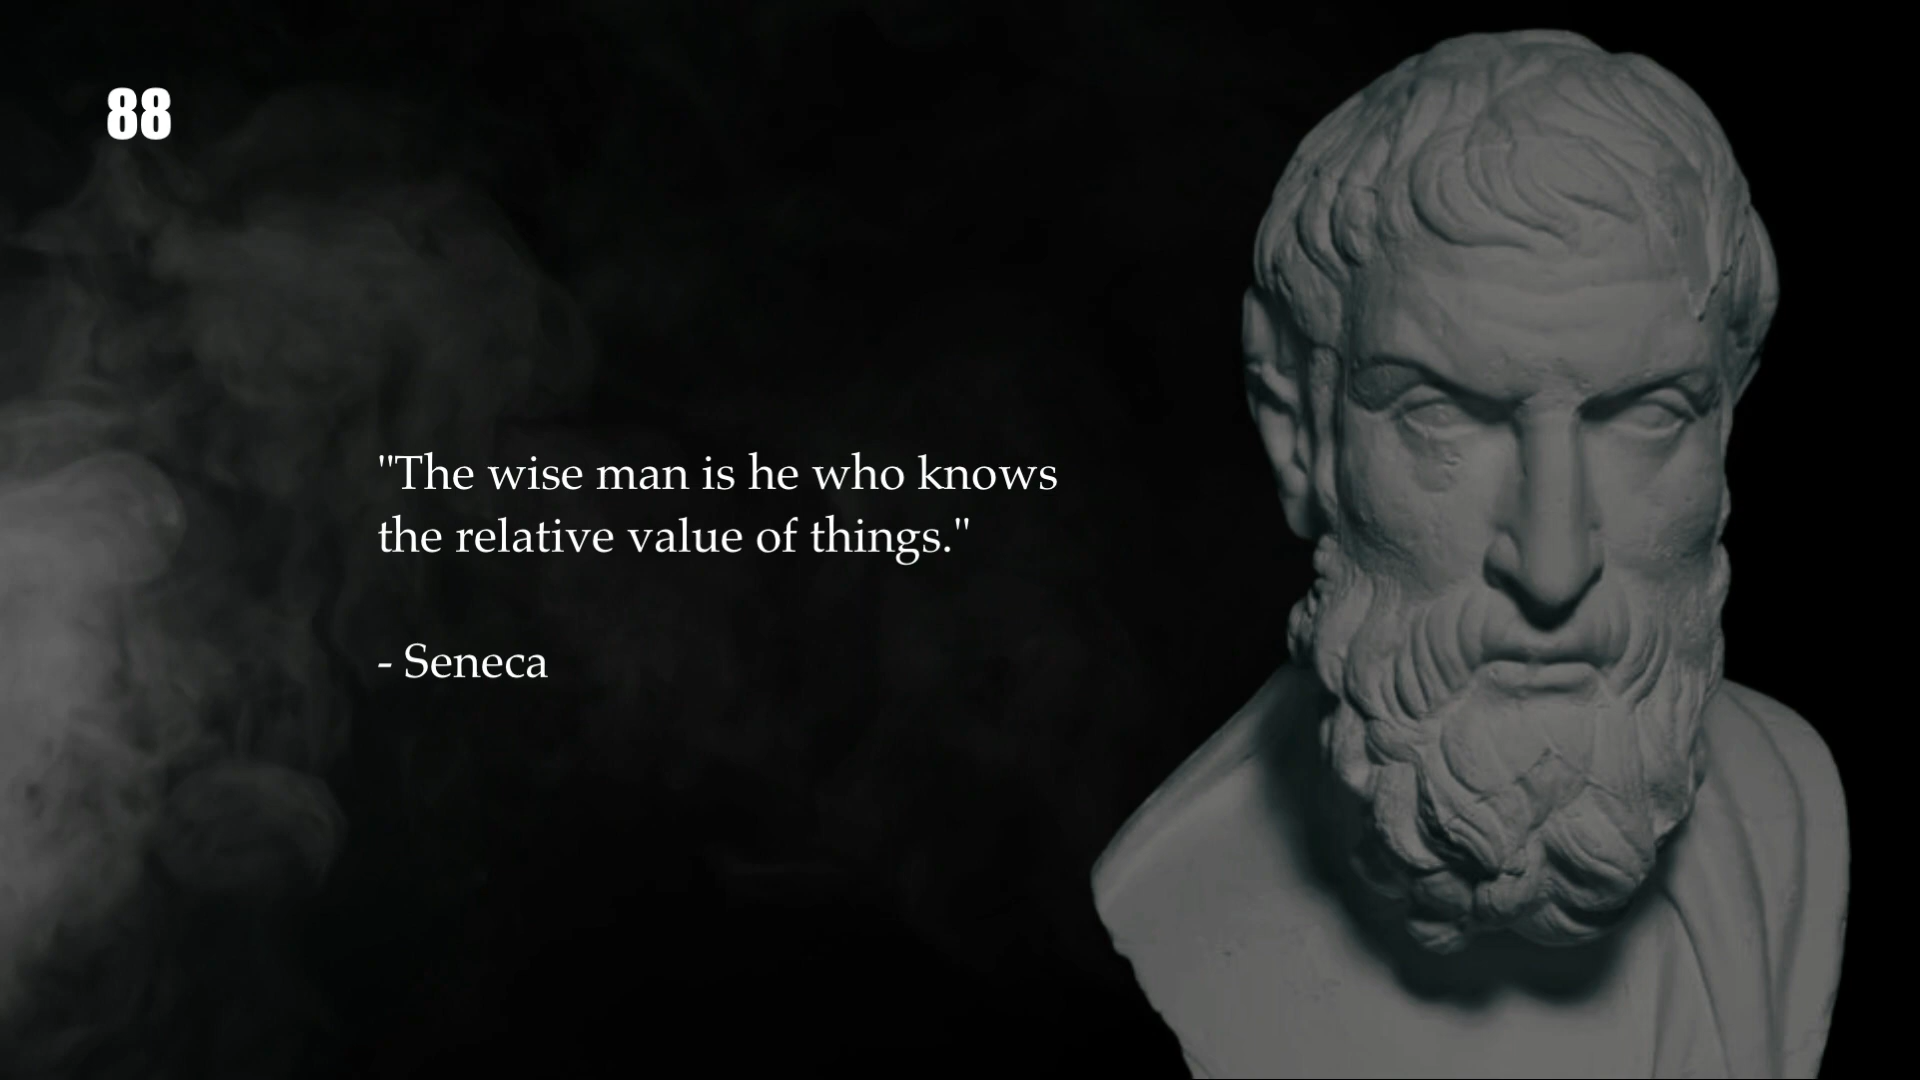 88
"The wise man is he who knows
the relative value of things."
- Seneca